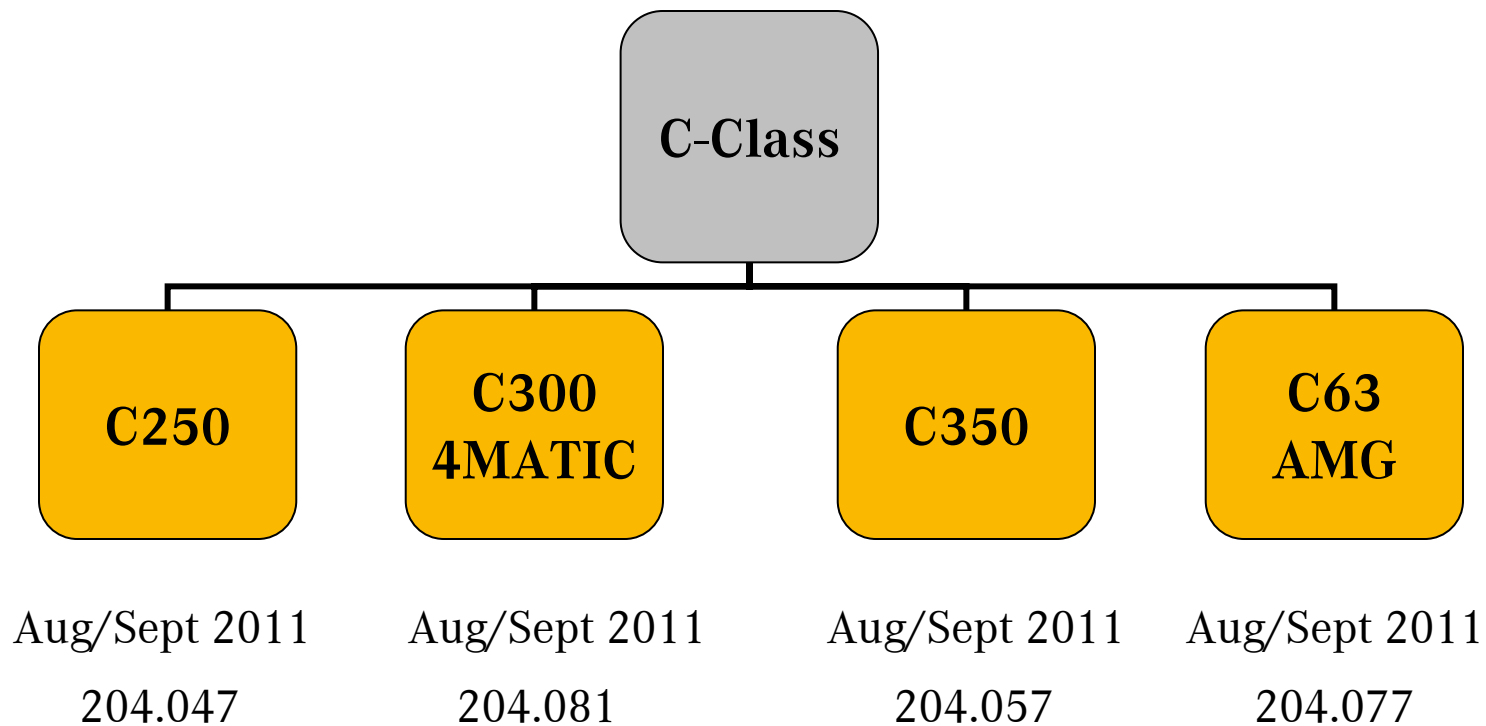 C-Class
C250
C300
4MATIC
C350
C63
AMG
Aug/Sept 2011
Aug/Sept 2011
Aug/Sept 2011
Aug/Sept 2011
204.047
204.081
204.057
204.077